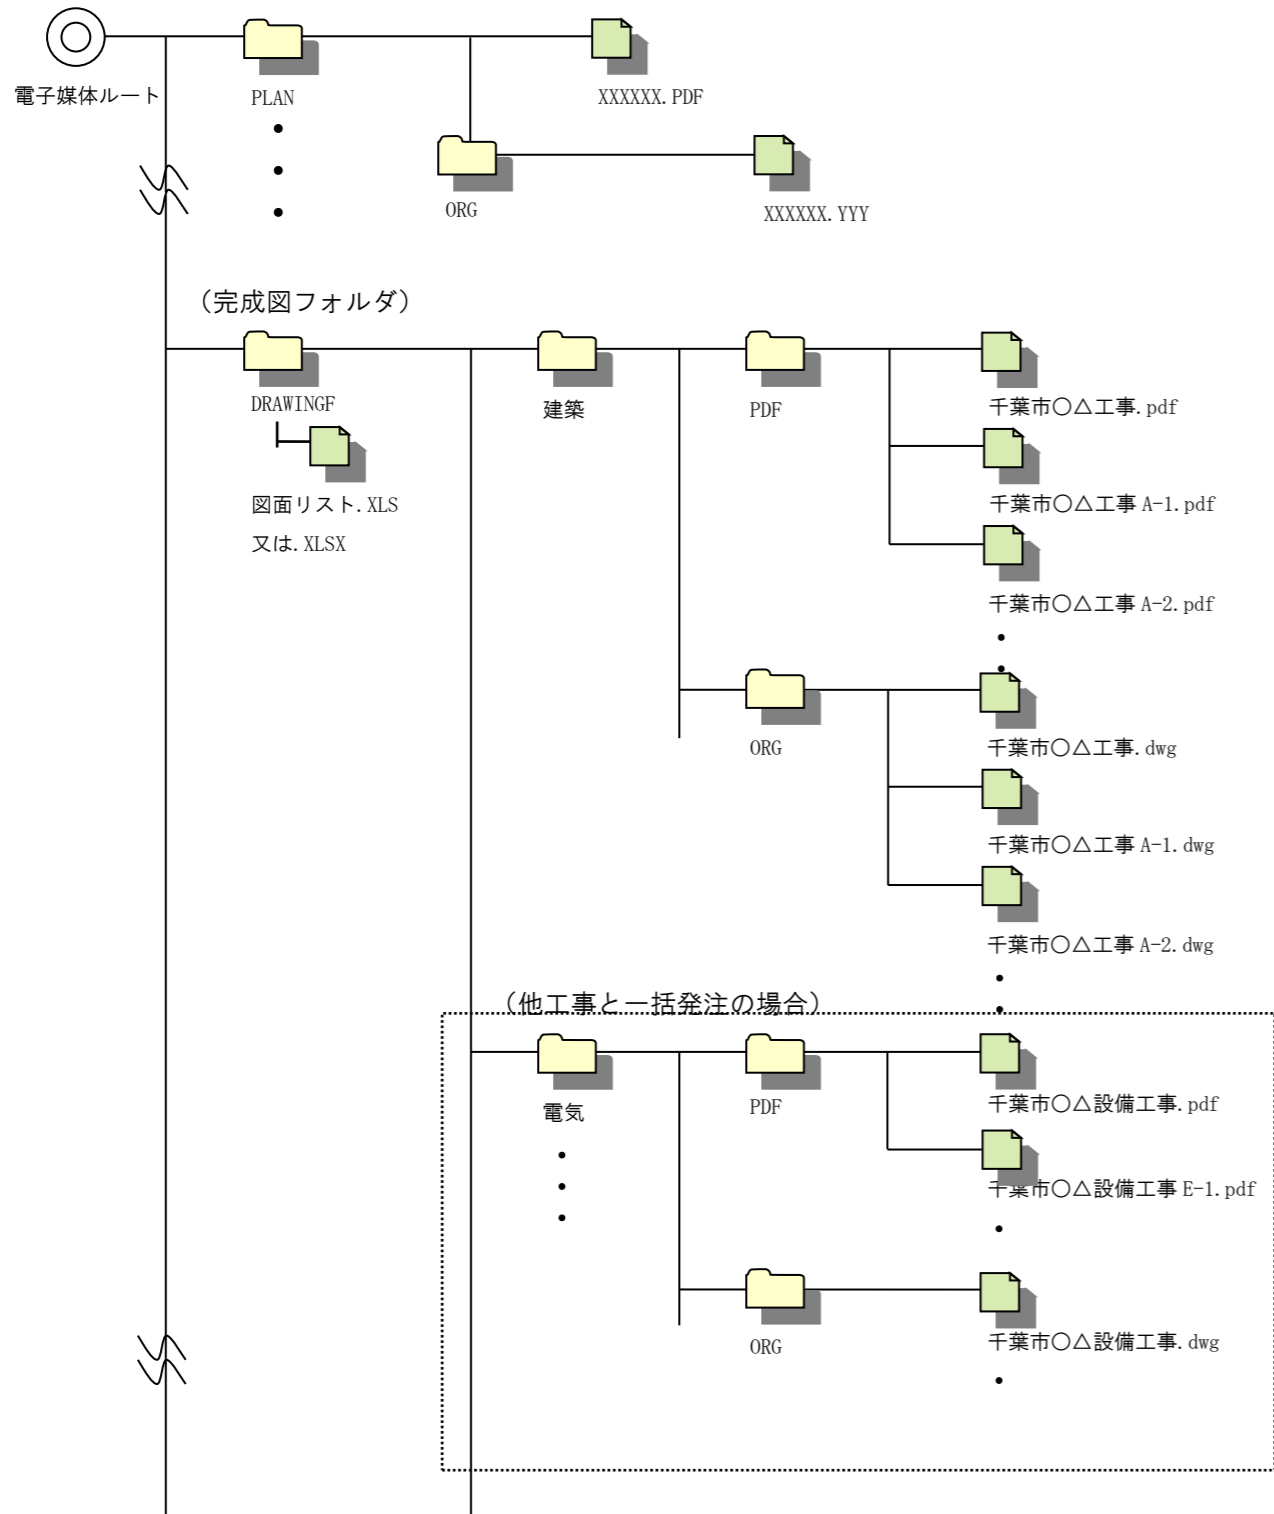 電子媒体ルート
PLAN
XXXXXX.PDF
ORG
XXXXXX.YYY
（完成図フォルダ）
DRAWINGF
建築
PDF
千葉市○△工事.pdf
図面リスト.XLS
又は.XLSX
千葉市○△工事 A-1.pdf
千葉市○△工事 A-2.pdf
ORG
千葉市○△工事.dwg
千葉市○△工事 A-1.dwg
千葉市○△工事 A-2.dwg
（他工事と一括発注の場合）
電気
PDF
千葉市○△設備工事.pdf
千葉市○△設備工事 E-1.pdf
ORG
千葉市○△設備工事.dwg